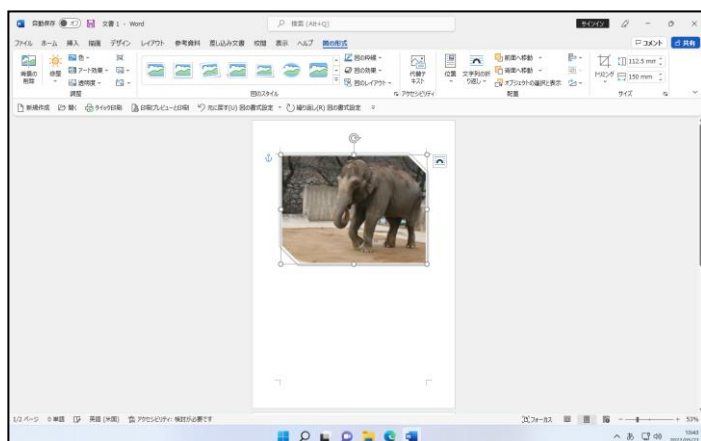 自動保存 オフ 文書 1 - Word 検索 (Alt+Q) サインイン
ファイル ホーム 挿入 描画 デザイン レイアウト 参考資料 差し込み文書 校閲 表示 ヘルプ 図の形式 コメント 共有
背景の削除 修整 色 アート効果 透明度 図の枠線 図の効果 図のレイアウト 代替テキスト 位置 文字列の折り返し 前面へ移動 背面へ移動 オブジェクトの選択と表示 トリミング 112.5 mm 150 mm
調整 図のスタイル アクセシビリティ 配置 サイズ
新規作成 開く クイック印刷 印刷プレビューと印刷 元に戻す(U) 図の書式設定 繰り返し(R) 図の書式設定
1/2 ページ 0 単語 英語 (米国) アクセシビリティ: 検討が必要です フォーカス 53%
あ 10:40